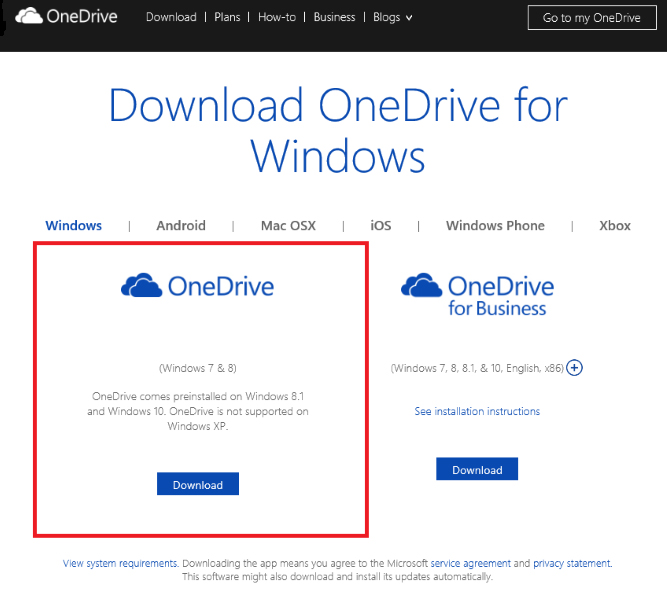 OneDrive Download | Plans | How-to | Business | Blogs Go to my OneDrive
Download OneDrive for
Windows
Windows | Android | Mac OSX | iOS | Windows Phone | Xbox
OneDrive
(Windows 7 & 8)
OneDrive comes preinstalled on Windows 8.1
and Windows 10. OneDrive is not supported on
Windows XP.
Download
OneDrive
for Business
(Windows 7, 8, 8.1, & 10, English, x86)
See installation instructions
Download
View system requirements. Downloading the app means you agree to the Microsoft service agreement and privacy statement.
This software might also download and install its updates automatically.